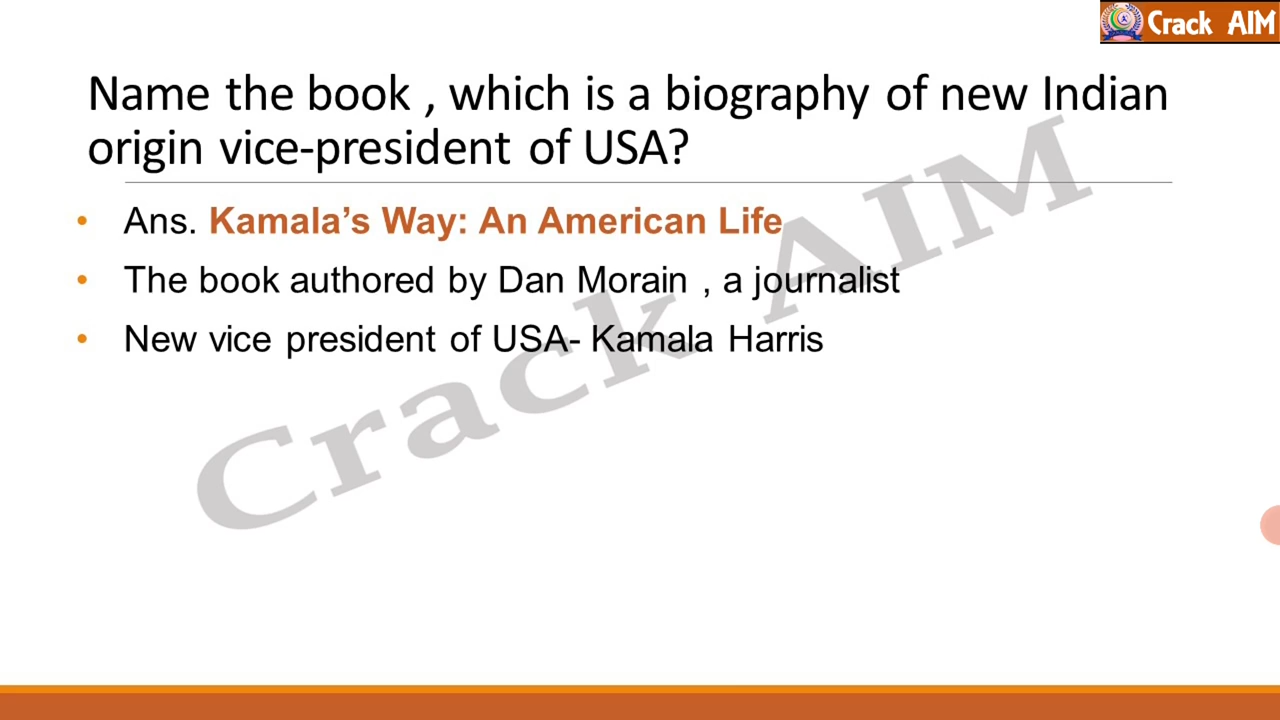 Crack AIM
Name the book , which is a biography of new Indian
origin vice-president of USA?
• Ans. Kamala’s Way: An American Life
• The book authored by Dan Morain , a journalist
• New vice president of USA- Kamala Harris
Crack AIM